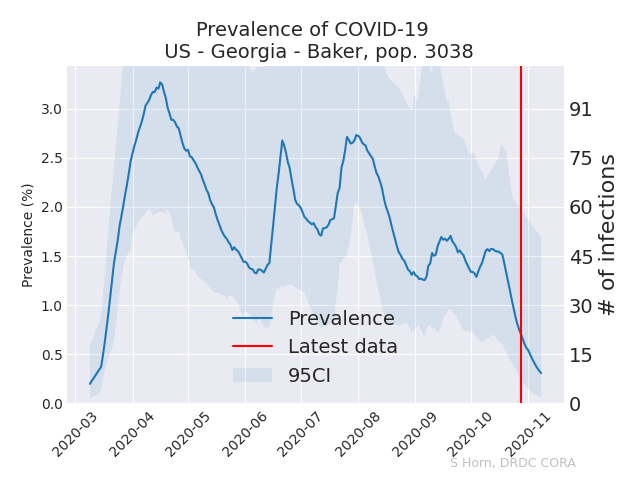 Prevalence of COVID-19
US - Georgia - Baker, pop. 3038
Prevalence (%)
3.0
2.5
2.0
1.5
1.0
0.5
0.0
91
75
60
45
30
15
0
# of infections
Prevalence
Latest data
95CI
2020-03
2020-04
2020-05
2020-06
2020-07
2020-08
2020-09
2020-10
2020-11
S Horn, DRDC CORA